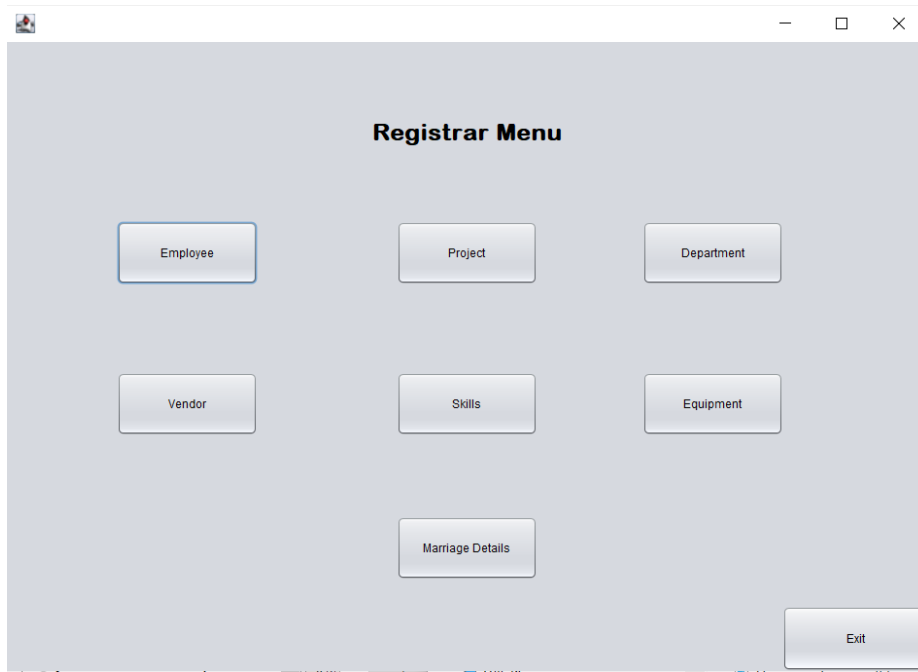 Registrar Menu
Employee
Project
Department
Vendor
Skills
Equipment
Marriage Details
Exit